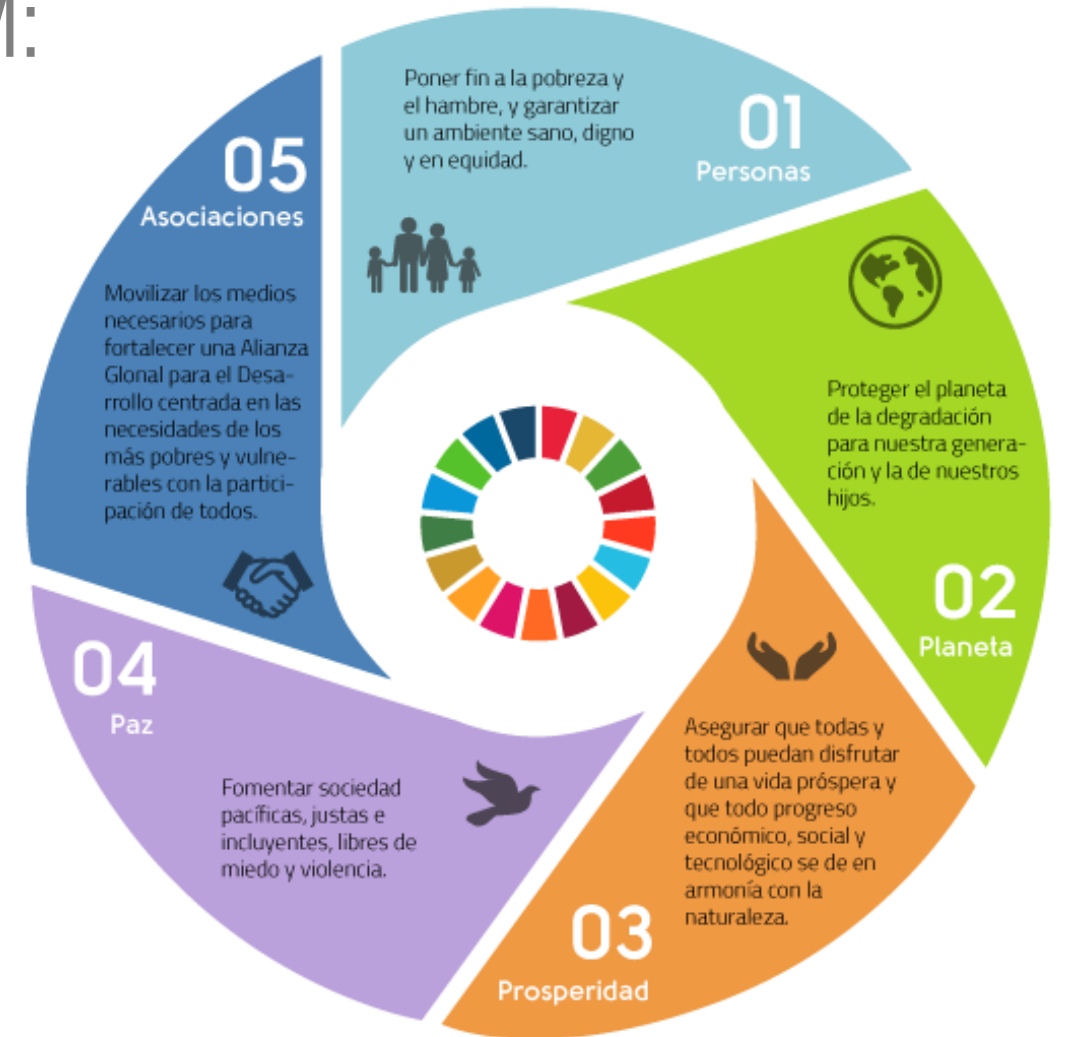 M:
Poner fin a la pobreza y
el hambre, y garantizar
un ambiente sano, digno
y en equidad.
01
Personas
Proteger el planeta
de la degradación
para nuestra genera-
ción y la de nuestros
hijos.
02
Planeta
Asegurar que todas y
todos puedan disfrutar
de una vida próspera y
que todo progreso
económico, social y
tecnológico se de en
armonía con la
naturaleza.
03
Prosperidad
04
Paz
Fomentar sociedad
pacíficas, justas e
incluyentes, libres de
miedo y violencia.
05
Asociaciones
Movilizar los medios
necesarios para
fortalecer una Alianza
Glonal para el Desa-
rrollo centrada en las
necesidades de los
más pobres y vulne-
rables con la partici-
pación de todos.